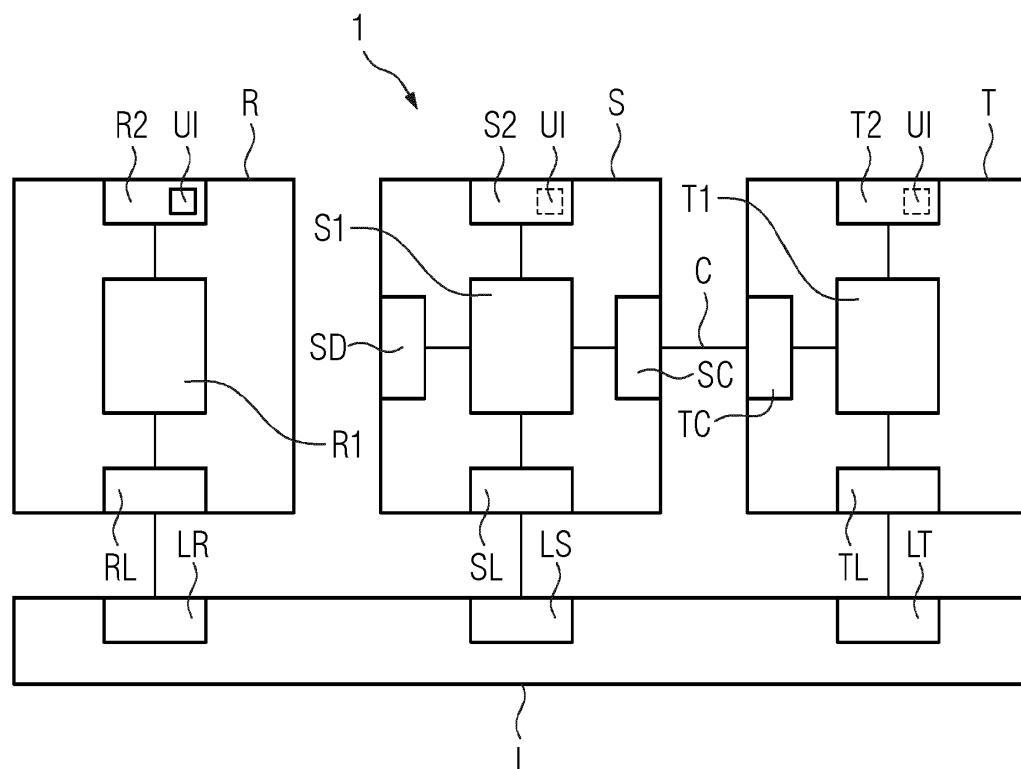 1
R2 UI R S2 UI S T2 UI T
S1 T1
C
SD SC
TC
R1
RL LR SL LS TL LT
I